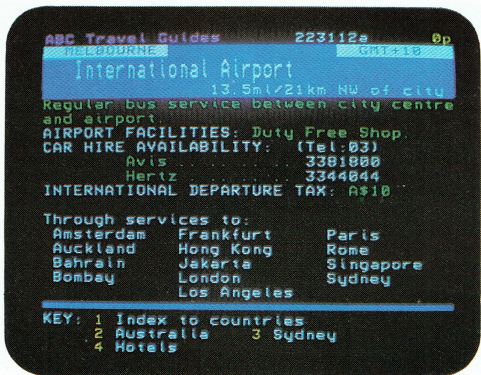 ABC Travel Guides 223112a 0p
MELBOURNE GMT+10
International Airport
13.5ml/21km NW of city
Regular bus service between city centre
and airport.
AIRPORT FACILITIES: Duty Free Shop.
CAR HIRE AVAILABILITY: (Tel:03)
Avis .......... 3381800
Hertz .......... 3344044
INTERNATIONAL DEPARTURE TAX: A$10
Through services to:
Amsterdam Frankfurt Paris
Auckland Hong Kong Rome
Bahrain Jakarta Singapore
Bombay London Sydney
Los Angeles
KEY: 1 Index to countries
2 Australia 3 Sydney
4 Hotels